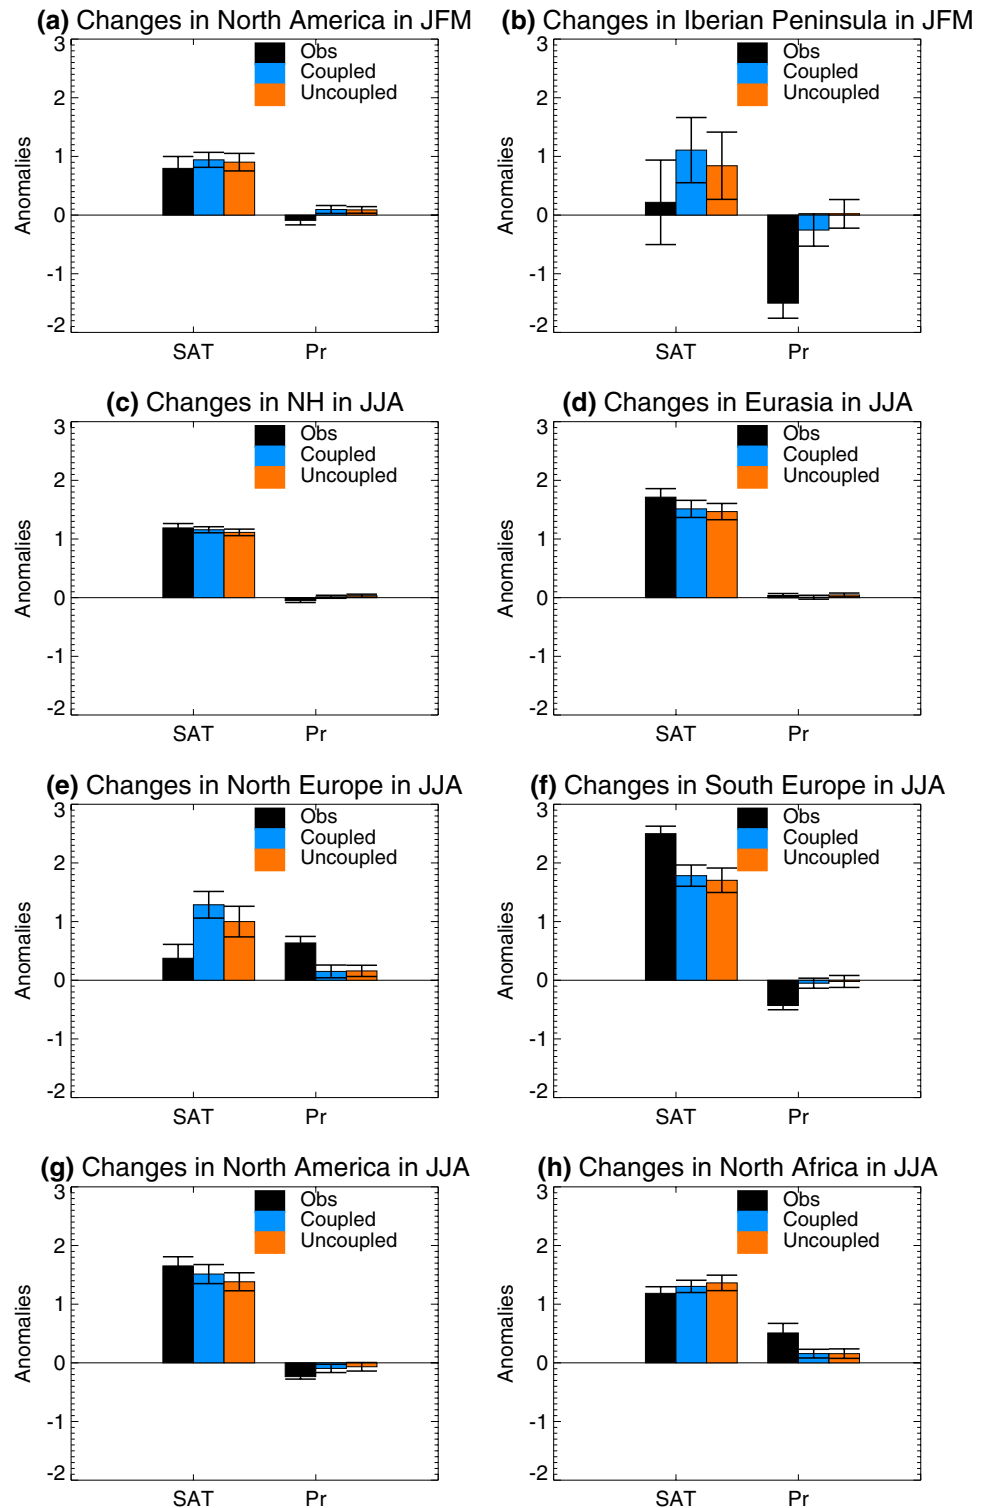 (a) Changes in North America in JFM
3
2
1
0
-1
-2
Anomalies
Obs
Coupled
Uncoupled
SAT Pr
(b) Changes in Iberian Peninsula in JFM
3
2
1
0
-1
-2
Anomalies
Obs
Coupled
Uncoupled
SAT Pr
(c) Changes in NH in JJA
3
2
1
0
-1
-2
Anomalies
Obs
Coupled
Uncoupled
SAT Pr
(d) Changes in Eurasia in JJA
3
2
1
0
-1
-2
Anomalies
Obs
Coupled
Uncoupled
SAT Pr
(e) Changes in North Europe in JJA
3
2
1
0
-1
-2
Anomalies
Obs
Coupled
Uncoupled
SAT Pr
(f) Changes in South Europe in JJA
3
2
1
0
-1
-2
Anomalies
Obs
Coupled
Uncoupled
SAT Pr
(g) Changes in North America in JJA
3
2
1
0
-1
-2
Anomalies
Obs
Coupled
Uncoupled
SAT Pr
(h) Changes in North Africa in JJA
3
2
1
0
-1
-2
Anomalies
Obs
Coupled
Uncoupled
SAT Pr